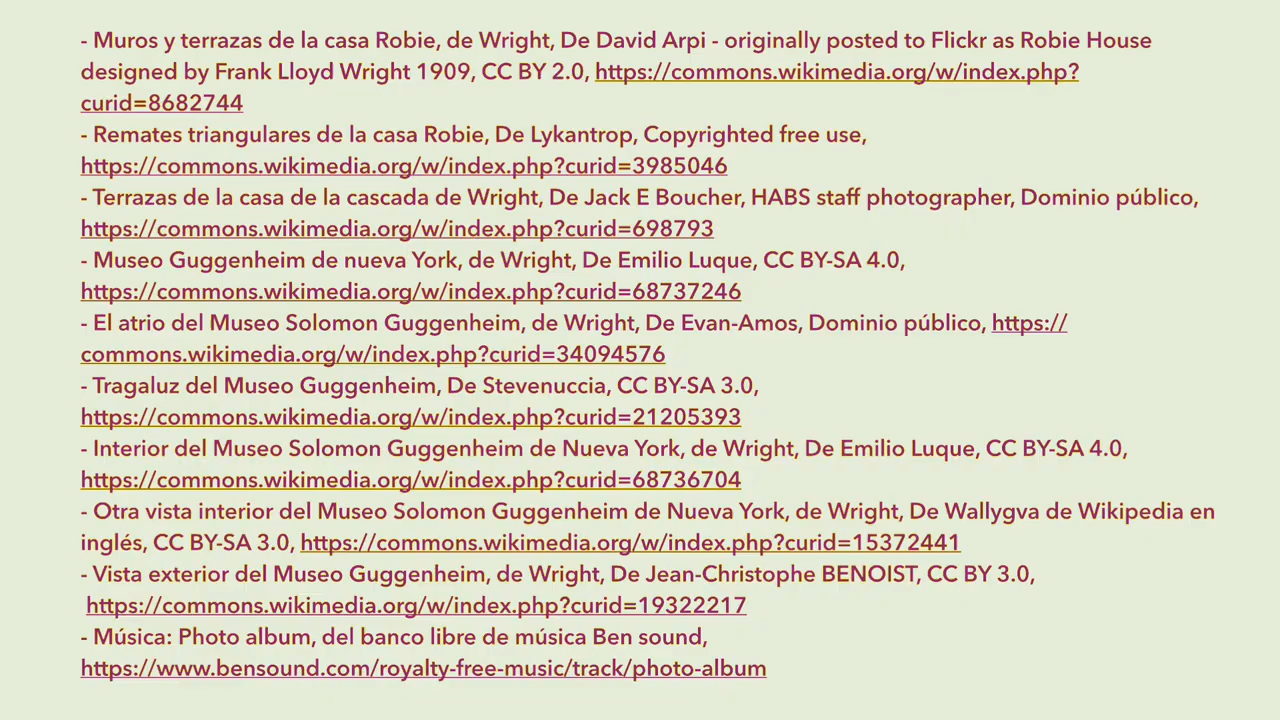 - Muros y terrazas de la casa Robie, de Wright, De David Arpi - originally posted to Flickr as Robie House
designed by Frank Lloyd Wright 1909, CC BY 2.0, https://commons.wikimedia.org/w/index.php?
curid=8682744
- Remates triangulares de la casa Robie, De Lykantrop, Copyrighted free use,
https://commons.wikimedia.org/w/index.php?curid=3985046
- Terrazas de la casa de la cascada de Wright, De Jack E Boucher, HABS staff photographer, Dominio público,
https://commons.wikimedia.org/w/index.php?curid=698793
- Museo Guggenheim de nueva York, de Wright, De Emilio Luque, CC BY-SA 4.0,
https://commons.wikimedia.org/w/index.php?curid=68737246
- El atrio del Museo Solomon Guggenheim, de Wright, De Evan-Amos, Dominio público, https://
commons.wikimedia.org/w/index.php?curid=34094576
- Tragaluz del Museo Guggenheim, De Stevenuccia, CC BY-SA 3.0,
https://commons.wikimedia.org/w/index.php?curid=21205393
- Interior del Museo Solomon Guggenheim de Nueva York, de Wright, De Emilio Luque, CC BY-SA 4.0,
https://commons.wikimedia.org/w/index.php?curid=68736704
- Otra vista interior del Museo Solomon Guggenheim de Nueva York, de Wright, De Wallygva de Wikipedia en
inglés, CC BY-SA 3.0, https://commons.wikimedia.org/w/index.php?curid=15372441
- Vista exterior del Museo Guggenheim, de Wright, De Jean-Christophe BENOIST, CC BY 3.0,
https://commons.wikimedia.org/w/index.php?curid=19322217
- Música: Photo album, del banco libre de música Ben sound,
https://www.bensound.com/royalty-free-music/track/photo-album